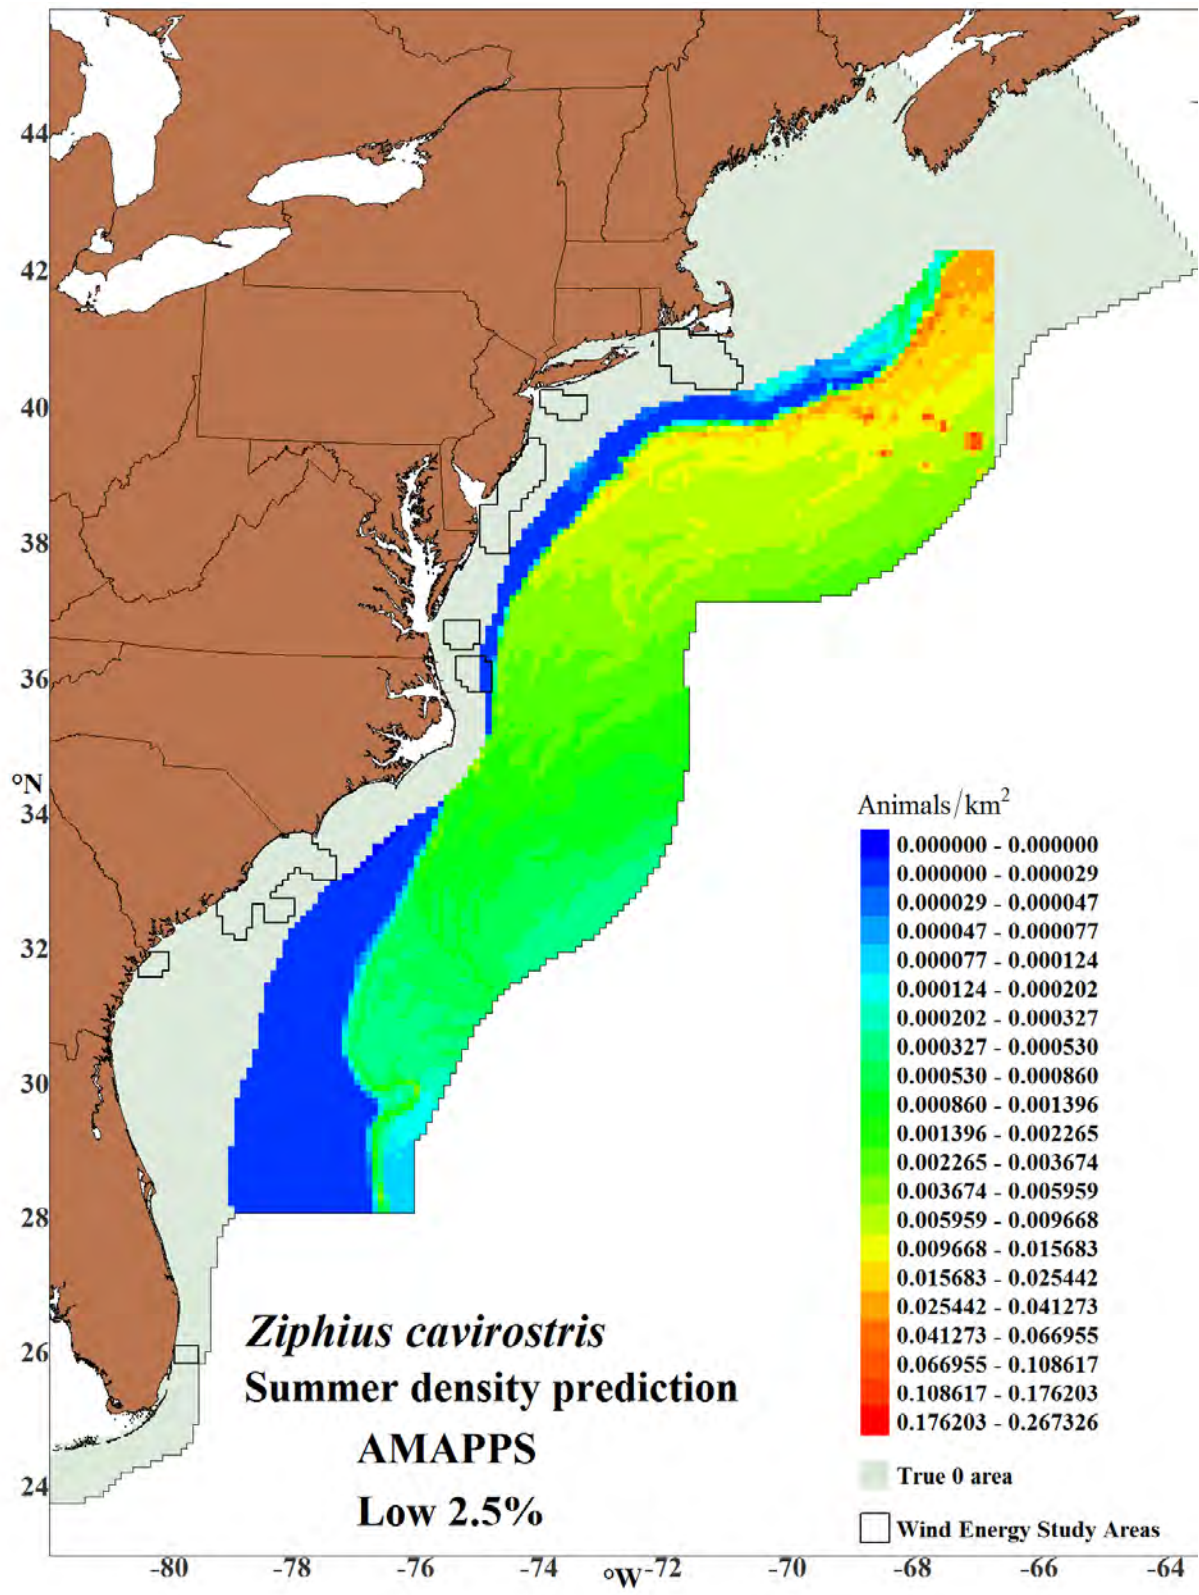 44
42
40
38
36
°N
34
32
30
28
26
24
Animals/km²
0.000000 - 0.000000
0.000000 - 0.000029
0.000029 - 0.000047
0.000047 - 0.000077
0.000077 - 0.000124
0.000124 - 0.000202
0.000202 - 0.000327
0.000327 - 0.000530
0.000530 - 0.000860
0.000860 - 0.001396
0.001396 - 0.002265
0.002265 - 0.003674
0.003674 - 0.005959
0.005959 - 0.009668
0.009668 - 0.015683
0.015683 - 0.025442
0.025442 - 0.041273
0.041273 - 0.066955
0.066955 - 0.108617
0.108617 - 0.176203
0.176203 - 0.267326
True 0 area
Wind Energy Study Areas
Ziphius cavirostris
Summer density prediction
AMAPPS
Low 2.5%
-80 -78 -76 -74 °W -72 -70 -68 -66 -64